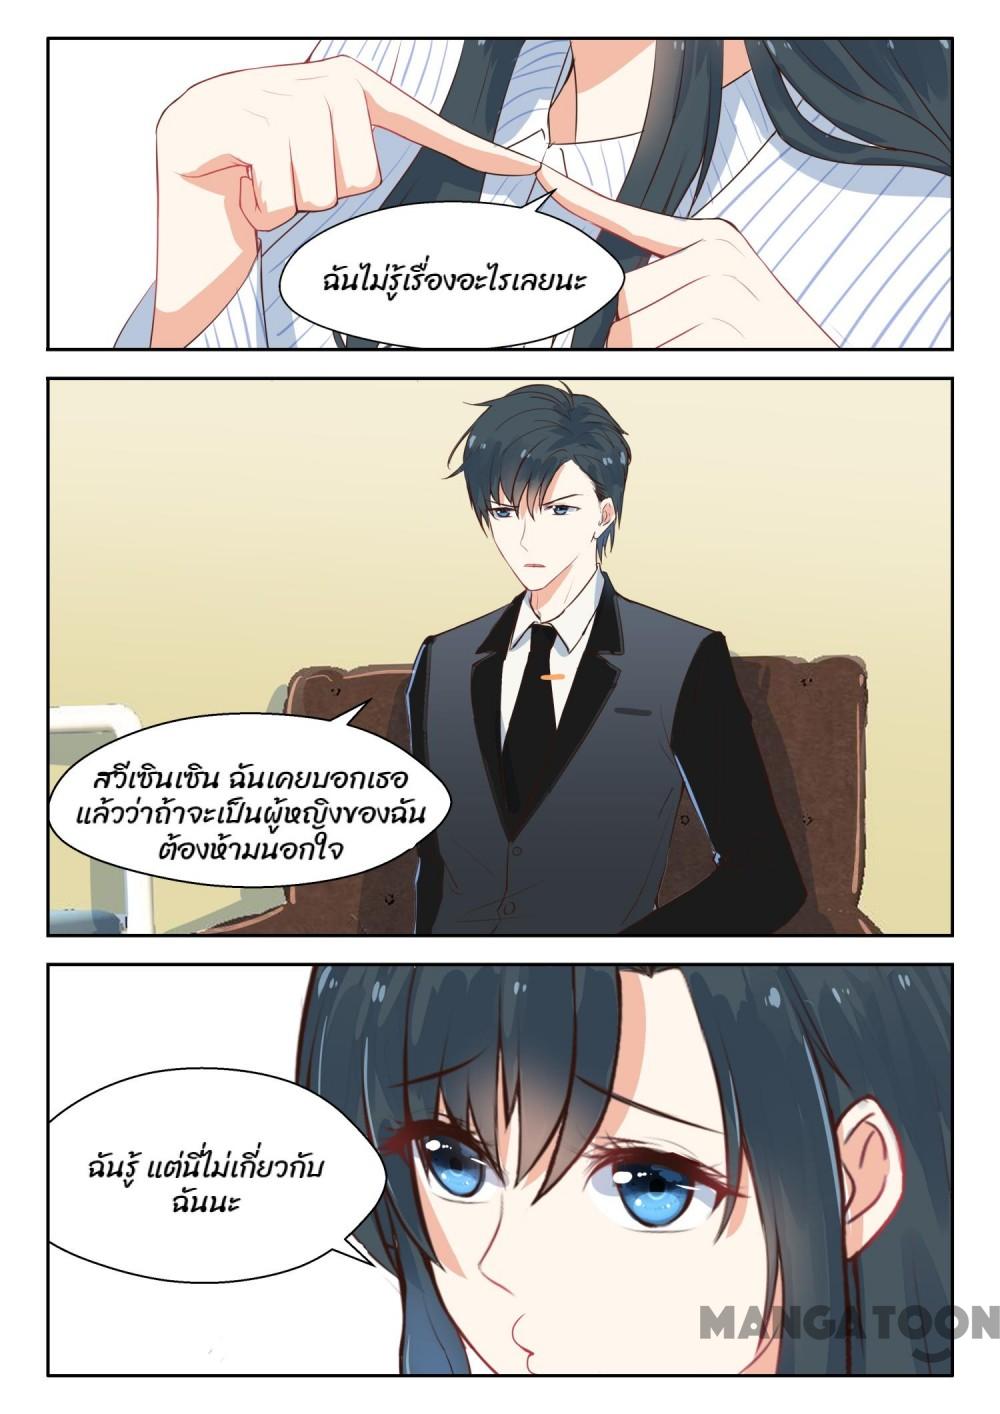 ฉันไม่รู้เรื่องอะไรเลยนะ
สวีเซินเซิน ฉันเคยบอกเธอ
แล้วว่าถ้าจะเป็นผู้หญิงของฉัน
ต้องห้ามนอกใจ
ฉันรู้ แต่นี่ไม่เกี่ยวกับ
ฉันนะ
MANGATOON